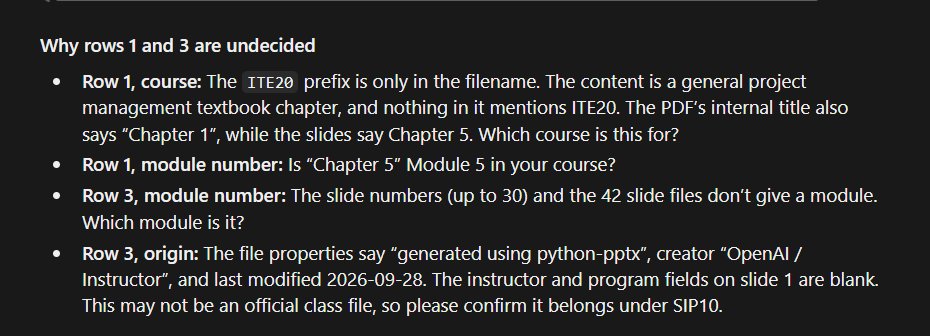 Why rows 1 and 3 are undecided
Row 1, course: The ITE20 prefix is only in the filename. The content is a general project
management textbook chapter, and nothing in it mentions ITE20. The PDF’s internal title also
says “Chapter 1”, while the slides say Chapter 5. Which course is this for?
Row 1, module number: Is “Chapter 5” Module 5 in your course?
Row 3, module number: The slide numbers (up to 30) and the 42 slide files don’t give a module.
Which module is it?
Row 3, origin: The file properties say “generated using python-pptx”, creator “OpenAI /
Instructor”, and last modified 2026-09-28. The instructor and program fields on slide 1 are blank.
This may not be an official class file, so please confirm it belongs under SIP10.